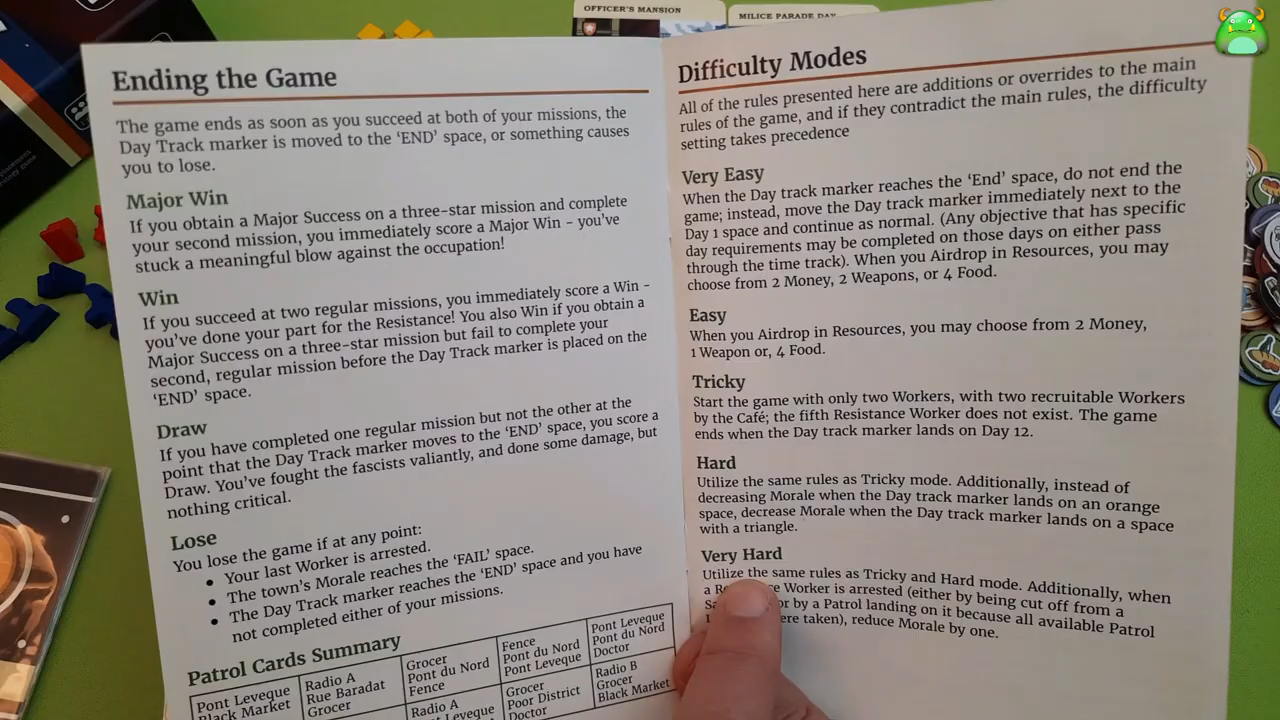 OFFICER'S MANSION
MILICE PARADE DAY
Ending the Game
The game ends as soon as you succeed at both of your missions, the
Day Track marker is moved to the ‘END’ space, or something causes
you to lose.
Major Win
If you obtain a Major Success on a three-star mission and complete
your second mission, you immediately score a Major Win – you’ve
stuck a meaningful blow against the occupation!
Win
If you succeed at two regular missions, you immediately score a Win –
you’ve done your part for the Resistance! You also Win if you obtain a
Major Success on a three-star mission but fail to complete your
second, regular mission before the Day Track marker is placed on the
‘END’ space.
Draw
If you have completed one regular mission but not the other at the
point that the Day Track marker moves to the ‘END’ space, you score a
Draw. You’ve fought the fascists valiantly, and done some damage, but
nothing critical.
Lose
You lose the game if at any point:
• Your last Worker is arrested.
• The town’s Morale reaches the ‘FAIL’ space.
• The Day Track marker reaches the ‘END’ space and you have
not completed either of your missions.
Patrol Cards Summary
Pont Leveque
Black Market
Radio A
Rue Baradat
Grocer
Grocer
Pont du Nord
Fence
Fence
Pont du Nord
Pont Leveque
Pont Leveque
Pont du Nord
Doctor
Radio A
Leveque
Grocer
Poor District
Doctor
Radio B
Grocer
Black Market
Difficulty Modes
All of the rules presented here are additions or overrides to the main
rules of the game, and if they contradict the main rules, the difficulty
setting takes precedence
Very Easy
When the Day track marker reaches the ‘End’ space, do not end the
game; instead, move the Day track marker immediately next to the
Day 1 space and continue as normal. (Any objective that has specific
day requirements may be completed on those days on either pass
through the time track). When you Airdrop in Resources, you may
choose from 2 Money, 2 Weapons, or 4 Food.
Easy
When you Airdrop in Resources, you may choose from 2 Money,
1 Weapon or, 4 Food.
Tricky
Start the game with only two Workers, with two recruitable Workers
by the Café; the fifth Resistance Worker does not exist. The game
ends when the Day track marker lands on Day 12.
Hard
Utilize the same rules as Tricky mode. Additionally, instead of
decreasing Morale when the Day track marker lands on an orange
space, decrease Morale when the Day track marker lands on a space
with a triangle.
Very Hard
Utilize the same rules as Tricky and Hard mode. Additionally, when
a Worker is arrested (either by being cut off from a
or by a Patrol landing on it because all available Patrol
were taken), reduce Morale by one.